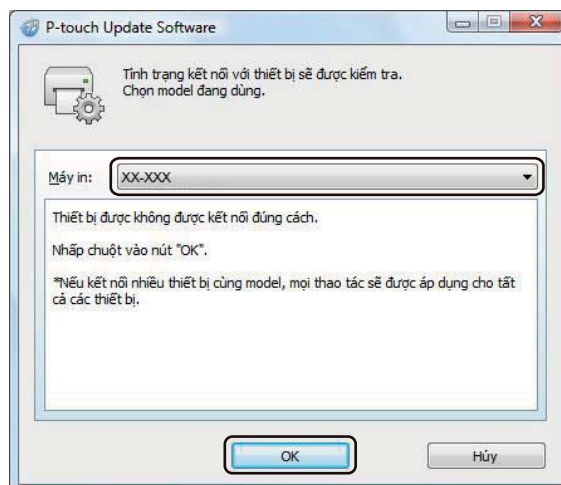 P-touch Update Software
Tình trạng kết nối với thiết bị sẽ được kiểm tra.
Chọn model đang dùng.
Máy in:
XX-XXX
Thiết bị được không được kết nối đúng cách.
Nhấp chuột vào nút "OK".
*Nếu kết nối nhiều thiết bị cùng model, mọi thao tác sẽ được áp dụng cho tất
cả các thiết bị.
OK
Hủy